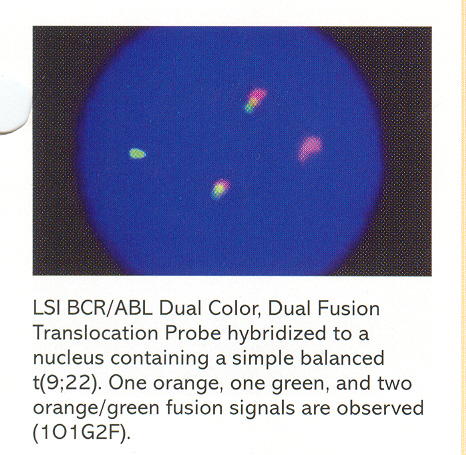 LSI BCR/ABL Dual Color, Dual Fusion
Translocation Probe hybridized to a
nucleus containing a simple balanced
t(9;22). One orange, one green, and two
orange/green fusion signals are observed
(1O1G2F).